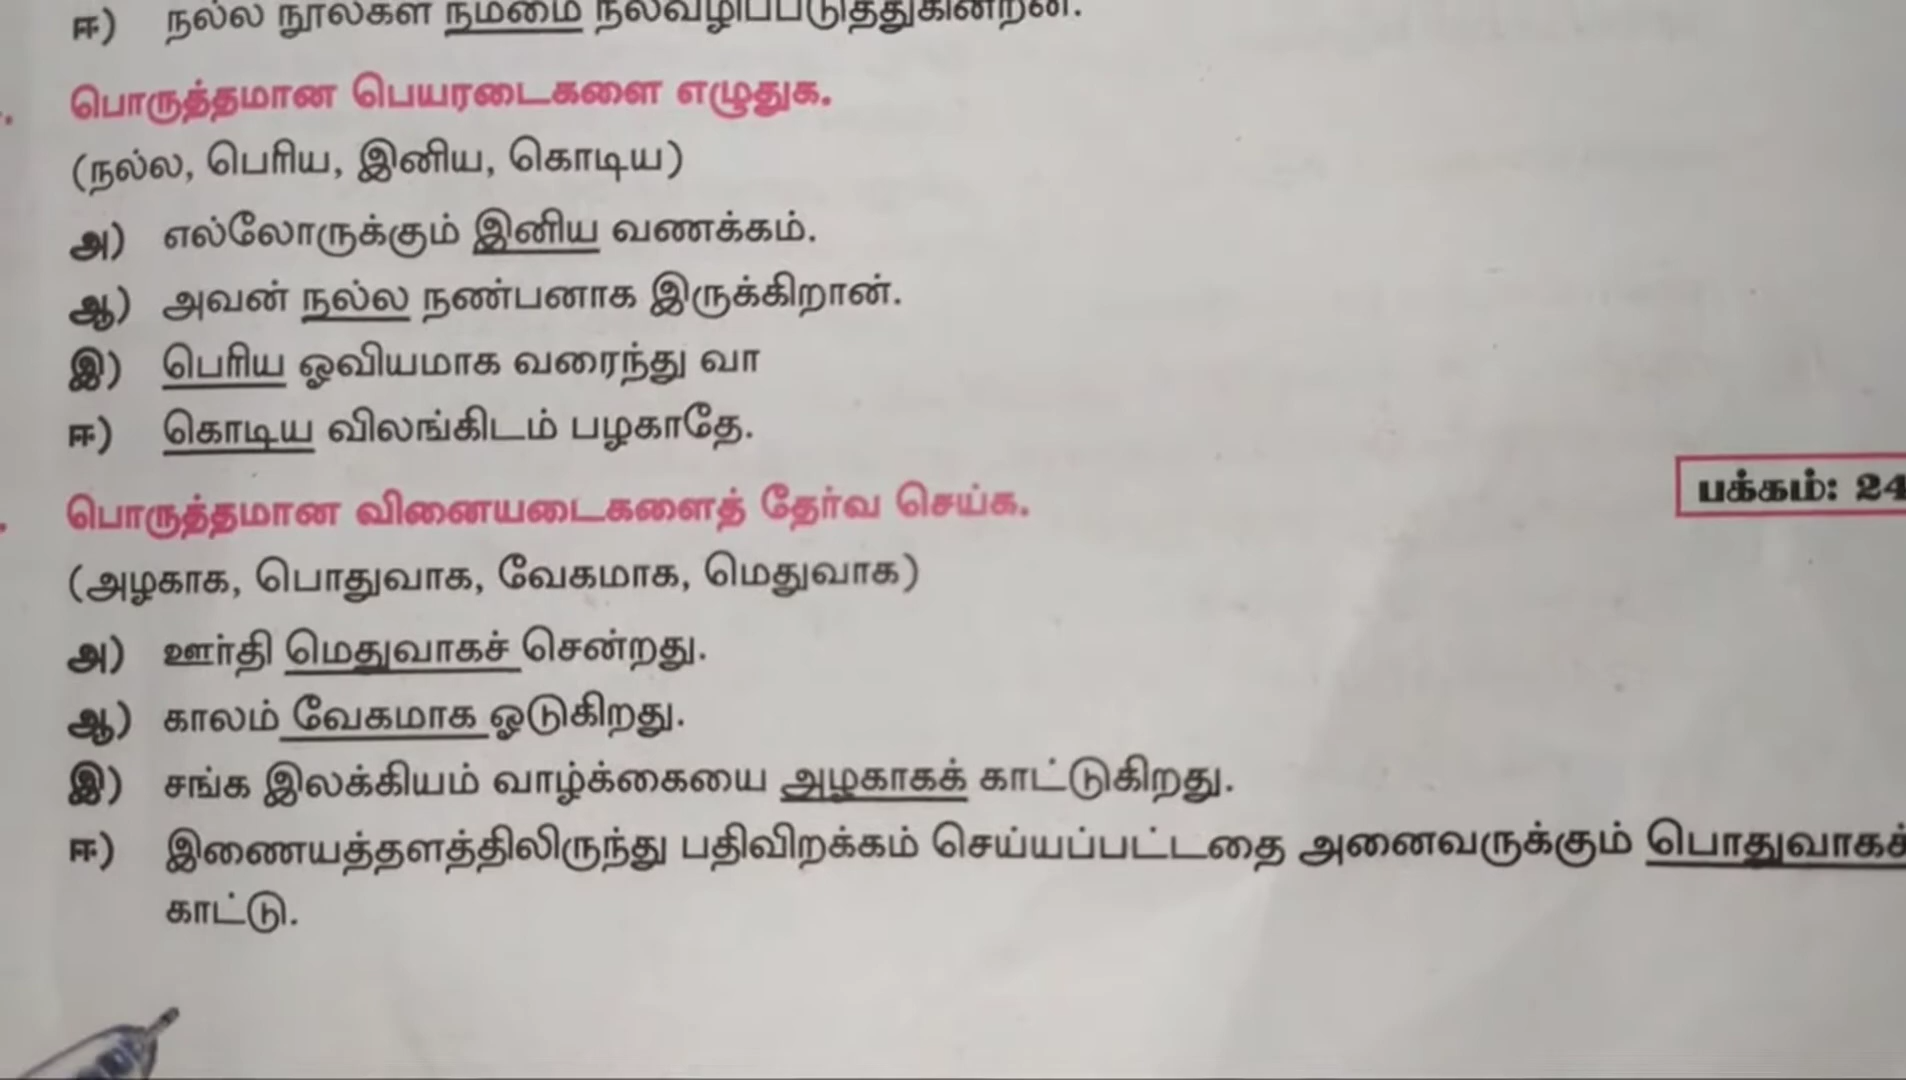 ஈ) நல்ல நூல்கள் நம்மை நல்வழிப்படுத்துகின்றன.
பொருத்தமான பெயரடைகளை எழுதுக.
(நல்ல, பெரிய, இனிய, கொடிய)
அ) எல்லோருக்கும் இனிய வணக்கம்.
ஆ) அவன் நல்ல நண்பனாக இருக்கிறான்.
இ) பெரிய ஓவியமாக வரைந்து வா
ஈ) கொடிய விலங்கிடம் பழகாதே.
பக்கம்: 24
பொருத்தமான வினையடைகளைத் தேர்வ செய்க.
(அழகாக, பொதுவாக, வேகமாக, மெதுவாக)
அ) ஊர்தி மெதுவாகச் சென்றது.
ஆ) காலம் வேகமாக ஓடுகிறது.
இ) சங்க இலக்கியம் வாழ்க்கையை அழகாகக் காட்டுகிறது.
ஈ) இணையத்தளத்திலிருந்து பதிவிறக்கம் செய்யப்பட்டதை அனைவருக்கும் பொதுவாகக்
காட்டு.